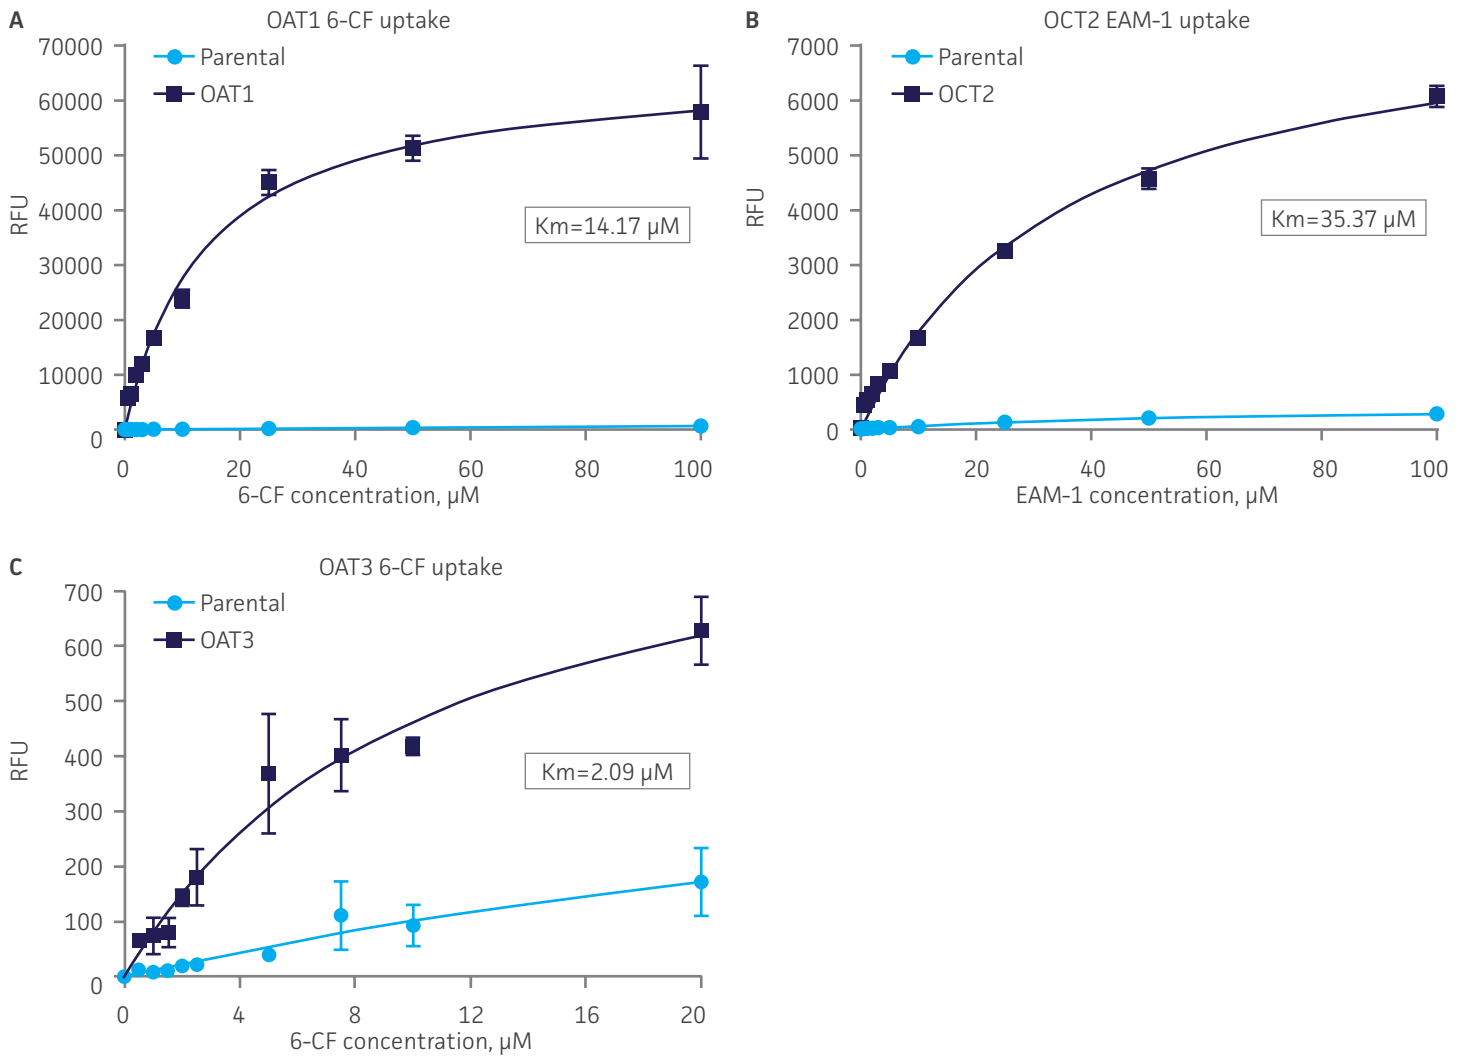 A
OAT1 6-CF uptake
70000
60000
50000
40000
30000
20000
10000
0
RFU
Parental
OAT1
Km=14.17 µM
0 20 40 60 80 100
6-CF concentration, µM
B
OCT2 EAM-1 uptake
7000
6000
5000
4000
3000
2000
1000
0
RFU
Parental
OCT2
Km=35.37 µM
0 20 40 60 80 100
EAM-1 concentration, µM
C
OAT3 6-CF uptake
700
600
500
400
300
200
100
0
RFU
Parental
OAT3
Km=2.09 µM
0 4 8 12 16 20
6-CF concentration, µM